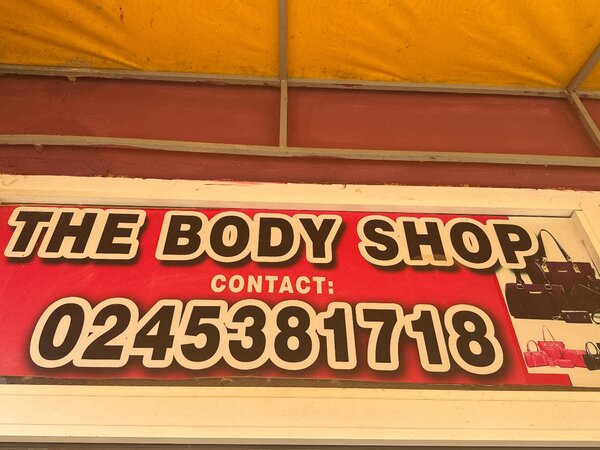 THE BODY SHOP
CONTACT:
0245381718